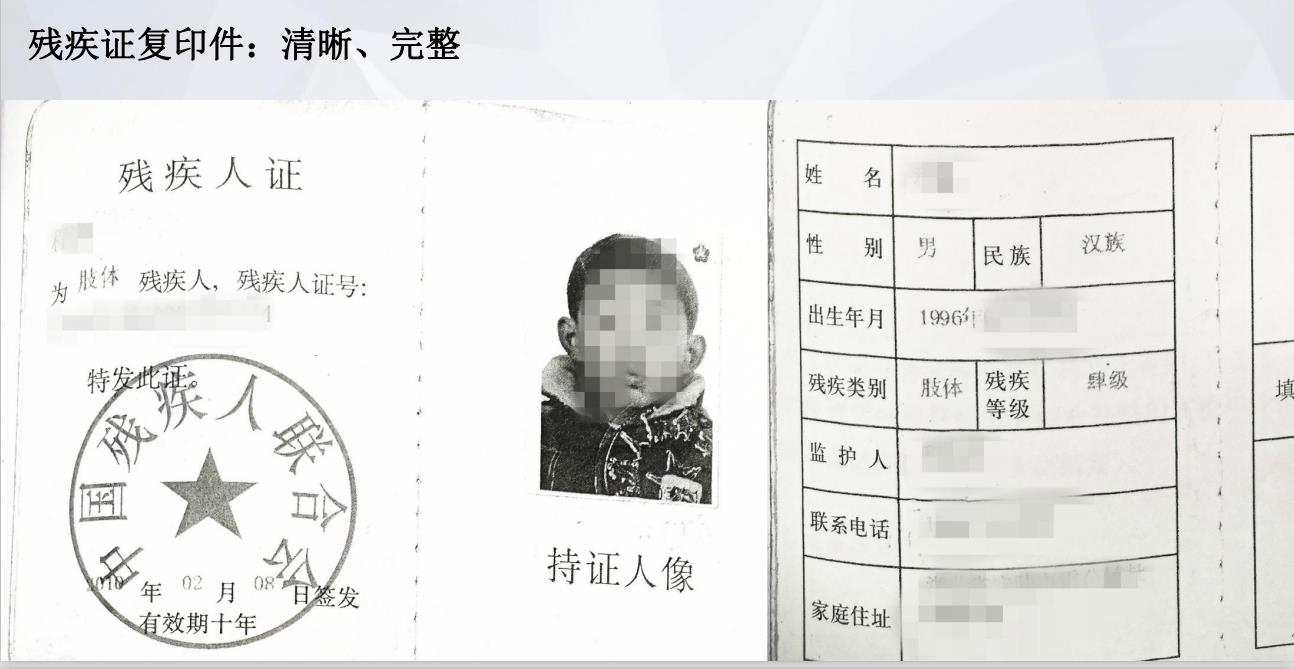 残疾证复印件：清晰、完整
残疾人证
为 肢体 残疾人，残疾人证号：
特发此证。
中国残疾人联合会
2010 年 02 月 08 日签发
有效期十年
持证人像
姓 名
性 别 男 民族 汉族
出生年月 1996年
残疾类别 肢体 残疾等级 肆级
监护人
联系电话
家庭住址
填